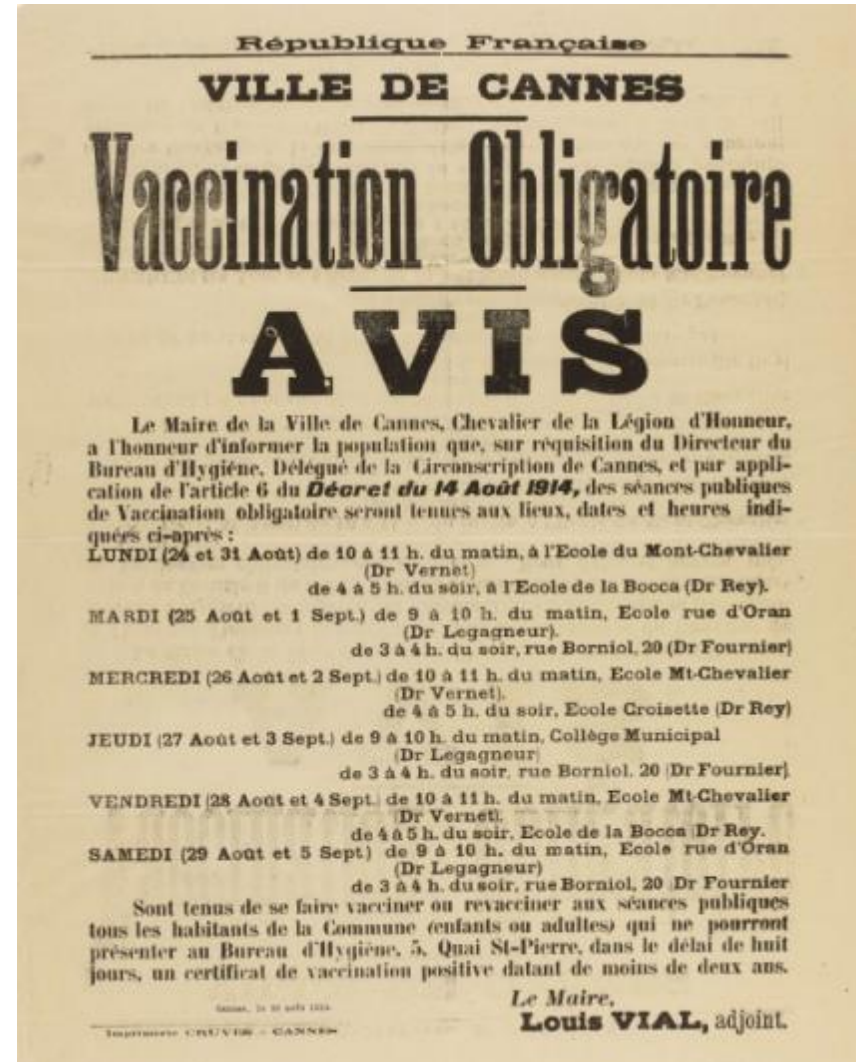 République Française
VILLE DE CANNES
Vaccination Obligatoire
AVIS
Le Maire de la Ville de Cannes, Chevalier de la Légion d'Honneur,
a l'honneur d'informer la population que, sur réquisition du Directeur du
Bureau d'Hygiéne, Délégué de la Circonscription de Cannes, et par appli-
cation de l'article 6 du Décret du 14 Août 1914, des séances publiques
de Vaccination obligatoire seront tenues aux lieux, dates et heures indi-
quées ci-après :
LUNDI (24 et 31 Août) de 10 à 11 h. du matin, à l'Ecole du Mont-Chevalier
(Dr Vernet)
de 4 à 5 h. du soir, à l'Ecole de la Bocca (Dr Rey).
MARDI (25 Août et 1 Sept.) de 9 à 10 h. du matin, Ecole rue d'Oran
(Dr Legagneur).
de 3 à 4 h. du soir, rue Borniol, 20 (Dr Fournier)
MERCREDI (26 Août et 2 Sept.) de 10 à 11 h. du matin, Ecole Mt-Chevalier
(Dr Vernet).
de 4 à 5 h. du soir, Ecole Croisette (Dr Rey)
JEUDI (27 Août et 3 Sept.) de 9 à 10 h. du matin, Collège Municipal
(Dr Legagneur)
de 3 à 4 h. du soir, rue Borniol, 20 (Dr Fournier)
VENDREDI (28 Août et 4 Sept.) de 10 à 11 h. du matin, Ecole Mt-Chevalier
(Dr Vernet).
de 4 à 5 h. du soir, Ecole de la Bocca (Dr Rey.
SAMEDI (29 Août et 5 Sept.) de 9 à 10 h. du matin, Ecole rue d'Oran
(Dr Legagneur)
de 3 à 4 h. du soir, rue Borniol, 20 (Dr Fournier
Sont tenus de se faire vacciner ou revacciner aux séances publiques
tous les habitants de la Commune (enfants ou adultes) qui ne pourront
présenter au Bureau d'Hygiène, 5, Quai St-Pierre, dans le délai de huit
jours, un certificat de vaccination positive datant de moins de deux ans.
Le Maire,
Louis VIAL, adjoint.
Imprimerie CRUVES - CANNES